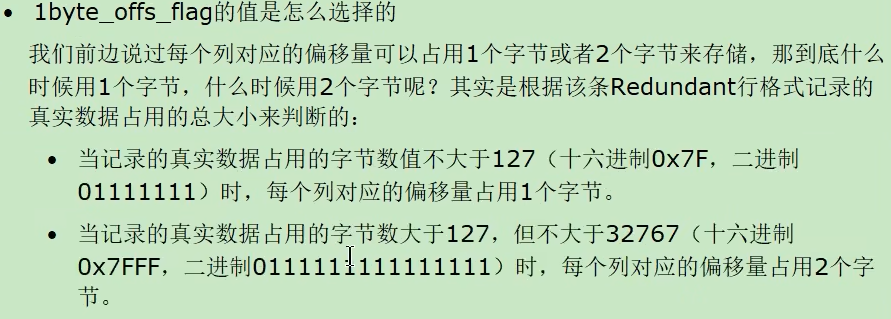 • 1byte_offs_flag的值是怎么选择的
我们前边说过每个列对应的偏移量可以占用1个字节或者2个字节来存储，那到底什么
时候用1个字节，什么时候用2个字节呢？其实是根据该条Redundant行格式记录的
真实数据占用的总大小来判断的：
• 当记录的真实数据占用的字节数值不大于127（十六进制0x7F，二进制
01111111）时，每个列对应的偏移量占用1个字节。
• 当记录的真实数据占用的字节数大于127，但不大于32767（十六进制
0x7FFF，二进制0111111111111111）时，每个列对应的偏移量占用2个字
节。